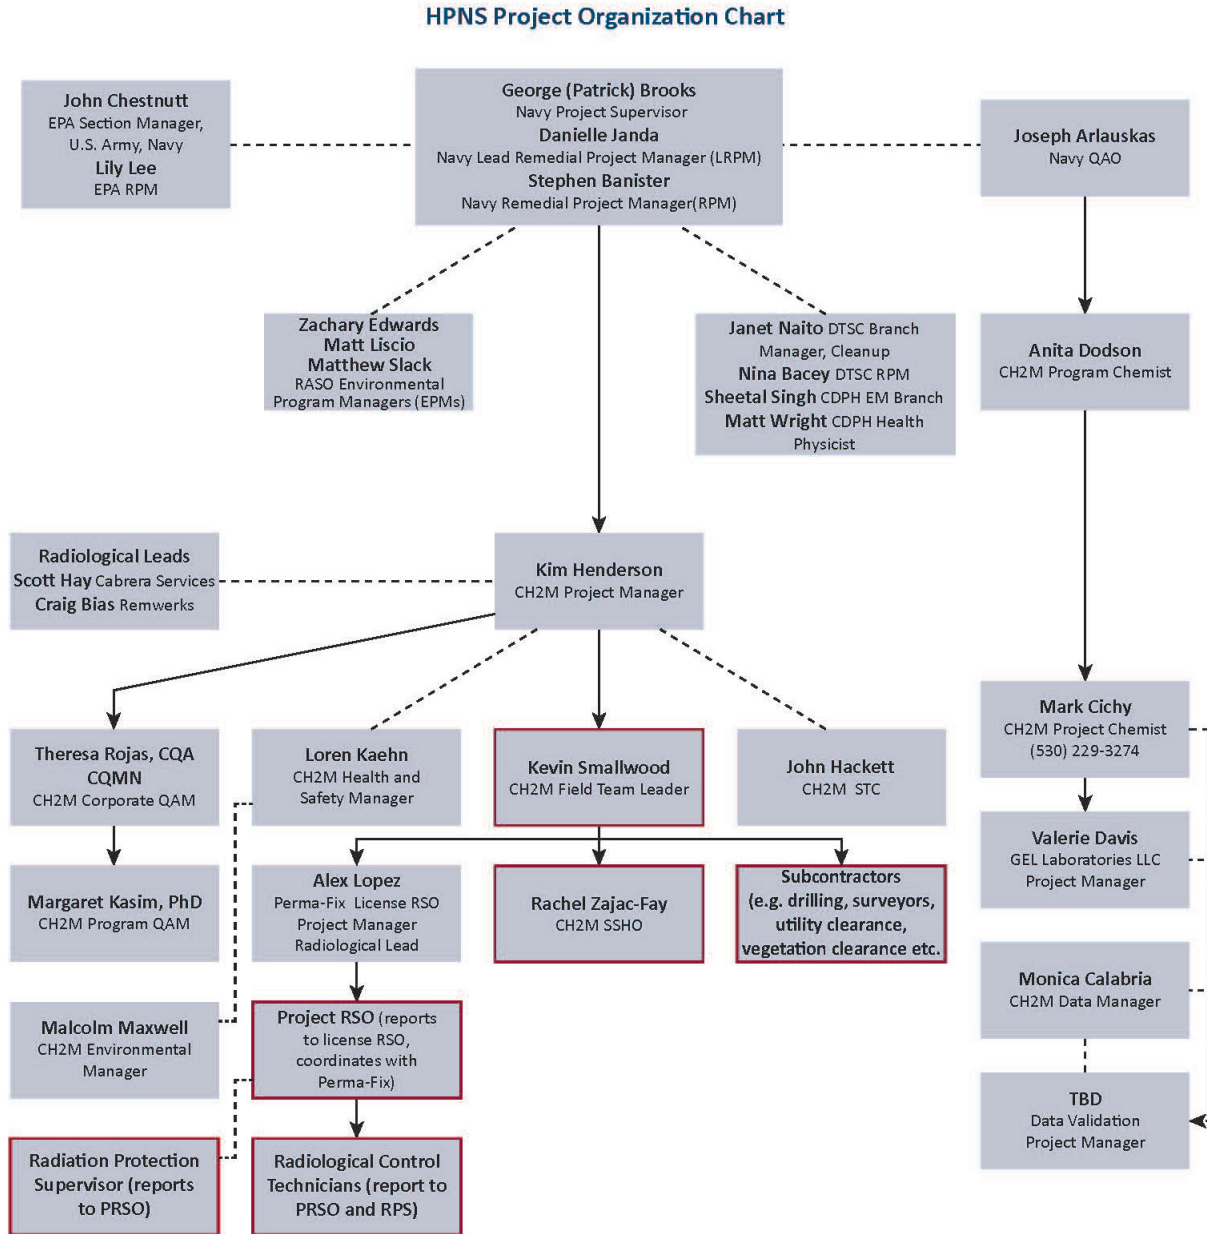 HPNS Project Organization Chart
John Chestnutt
EPA Section Manager,
U.S. Army, Navy
Lily Lee
EPA RPM
George (Patrick) Brooks
Navy Project Supervisor
Danielle Janda
Navy Lead Remedial Project Manager (LRPM)
Stephen Banister
Navy Remedial Project Manager(RPM)
Joseph Arlauskas
Navy QAO
Zachary Edwards
Matt Liscio
Matthew Slack
RASO Environmental
Program Managers (EPMs)
Janet Naito DTSC Branch
Manager, Cleanup
Nina Bacey DTSC RPM
Sheetal Singh CDPH EM Branch
Matt Wright CDPH Health
Physicist
Anita Dodson
CH2M Program Chemist
Radiological Leads
Scott Hay Cabrera Services
Craig Bias Remwerks
Kim Henderson
CH2M Project Manager
Mark Cichy
CH2M Project Chemist
(530) 229-3274
Theresa Rojas, CQA
CQMN
CH2M Corporate QAM
Loren Kaehn
CH2M Health and
Safety Manager
Kevin Smallwood
CH2M Field Team Leader
John Hackett
CH2M STC
Valerie Davis
GEL Laboratories LLC
Project Manager
Margaret Kasim, PhD
CH2M Program QAM
Alex Lopez
Perma-Fix License RSO
Project Manager
Radiological Lead
Rachel Zajac-Fay
CH2M SSHO
Subcontractors
(e.g. drilling, surveyors,
utility clearance,
vegetation clearance etc.
Monica Calabria
CH2M Data Manager
Malcolm Maxwell
CH2M Environmental
Manager
Project RSO (reports
to license RSO,
coordinates with
Perma-Fix)
TBD
Data Validation
Project Manager
Radiation Protection
Supervisor (reports
to PRSO)
Radiological Control
Technicians (report to
PRSO and RPS)